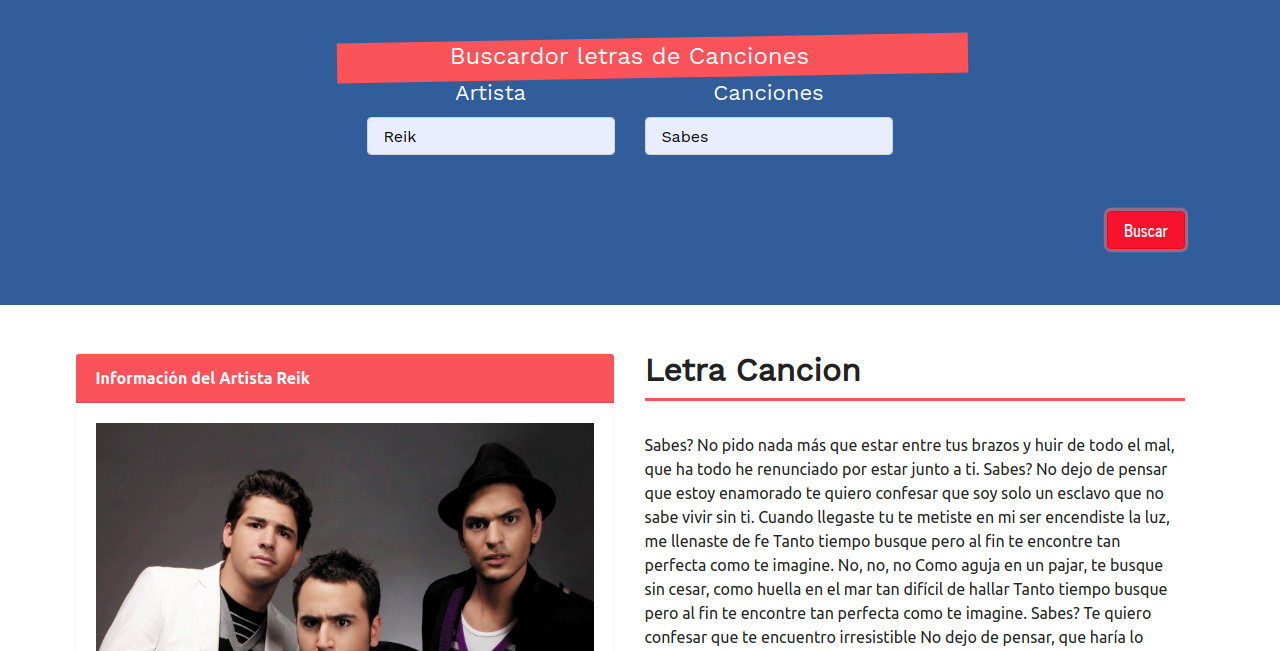 Buscardor letras de Canciones
Artista
Canciones
Reik
Sabes
Buscar
Información del Artista Reik
Letra Cancion
Sabes? No pido nada más que estar entre tus brazos y huir de todo el mal,
que ha todo he renunciado por estar junto a ti. Sabes? No dejo de pensar
que estoy enamorado te quiero confesar que soy solo un esclavo que no
sabe vivir sin ti. Cuando llegaste tu te metiste en mi ser encendiste la luz,
me llenaste de fe Tanto tiempo busque pero al fin te encontre tan
perfecta como te imagine. No, no, no Como aguja en un pajar, te busque
sin cesar, como huella en el mar tan difícil de hallar Tanto tiempo busque
pero al fin te encontre tan perfecta como te imagine. Sabes? Te quiero
confesar que te encuentro irresistible No dejo de pensar, que haría lo